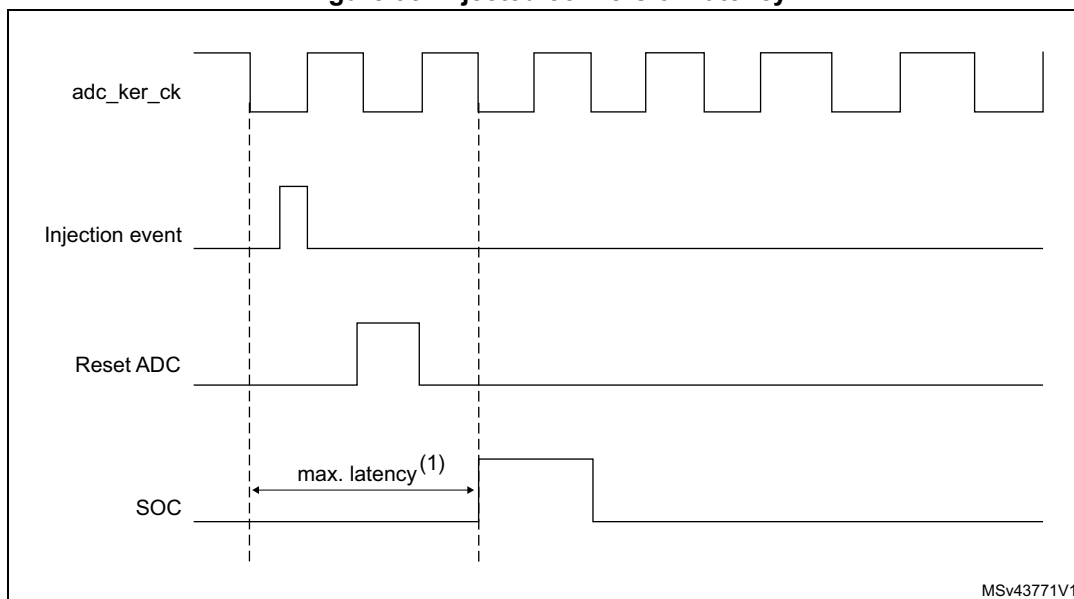 adc_ker_ck
Injection event
Reset ADC
max. latency(1)
SOC
MSv43771V1